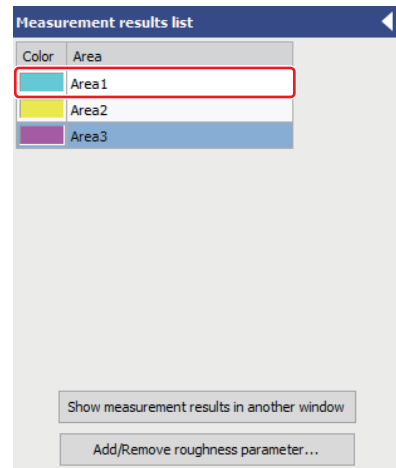 Measurement results list
Color Area
Area1
Area2
Area3
Show measurement results in another window
Add/Remove roughness parameter...